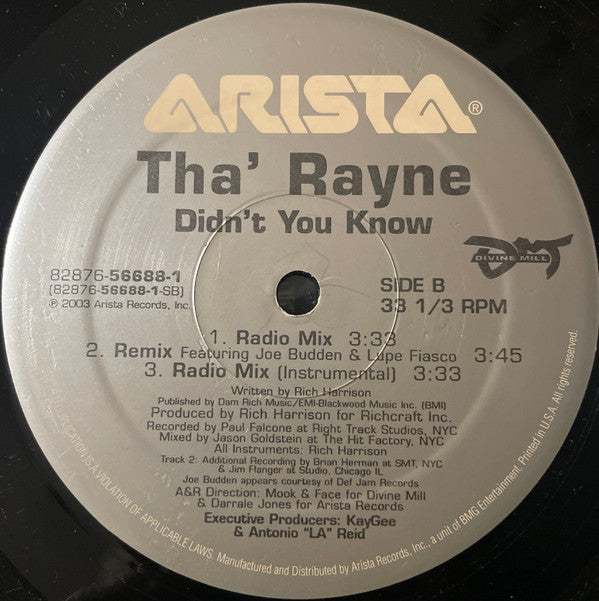 ARISTA®
Tha' Rayne
Didn't You Know
82876-56688-1
(82876-56688-1-SB)
℗ 2003 Arista Records, Inc.
DMT
DIVINE MILL
SIDE B
33 1/3 RPM
1. Radio Mix 3:33
2. Remix Featuring Joe Budden & Lupe Fiasco 3:45
3. Radio Mix (Instrumental) 3:33
Written by Rich Harrison
Published by Dam Rich Music/EMI-Blackwood Music Inc. (BMI)
Produced by Rich Harrison for Richcraft Inc.
Recorded by Paul Falcone at Right Track Studios, NYC
Mixed by Jason Goldstein at The Hit Factory, NYC
All Instruments: Rich Harrison
Track 2: Additional Recording by Brian Herman at SMT, NYC
& Jim Flanger at Studio, Chicago IL
Joe Budden appears courtesy of Def Jam Records
A&R Direction: Mook & Face for Divine Mill
& Darrale Jones for Arista Records
Executive Producers: KayGee
& Antonio "LA" Reid
IS A VIOLATION OF APPLICABLE LAWS. Manufactured and Distributed by Arista Records, Inc., a unit of BMG Entertainment. Printed in U.S.A. All rights reserved.